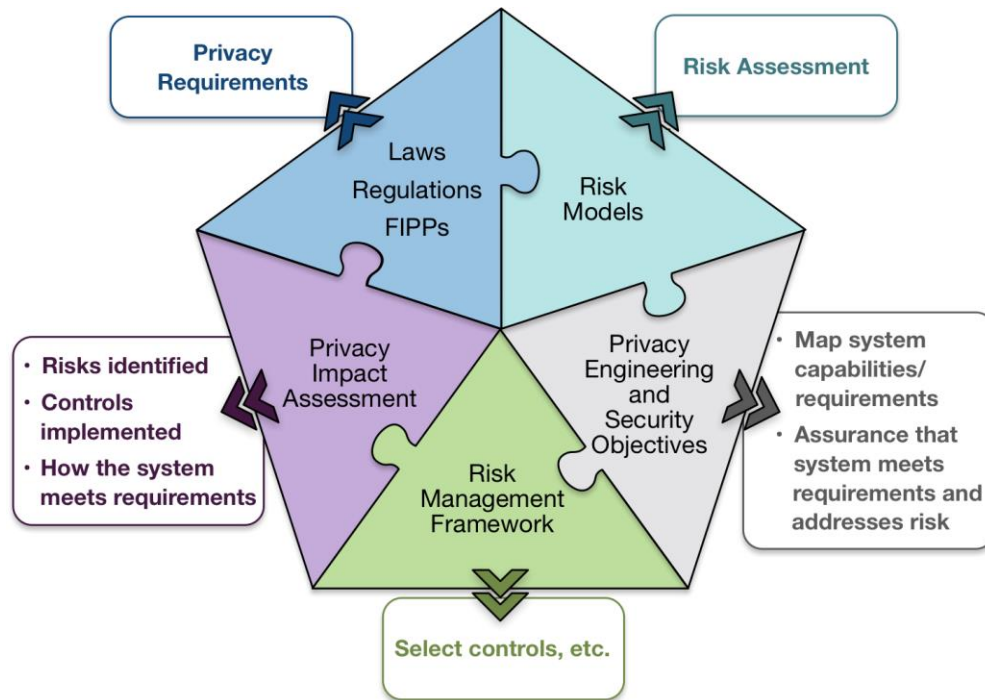 Privacy
Requirements
Risk Assessment
Laws
Regulations
FIPPs
Risk
Models
Privacy
Impact
Assessment
Privacy
Engineering
and
Security
Objectives
Risk
Management
Framework
• Risks identified
• Controls
implemented
• How the system
meets requirements
• Map system
capabilities/
requirements
• Assurance that
system meets
requirements and
addresses risk
Select controls, etc.